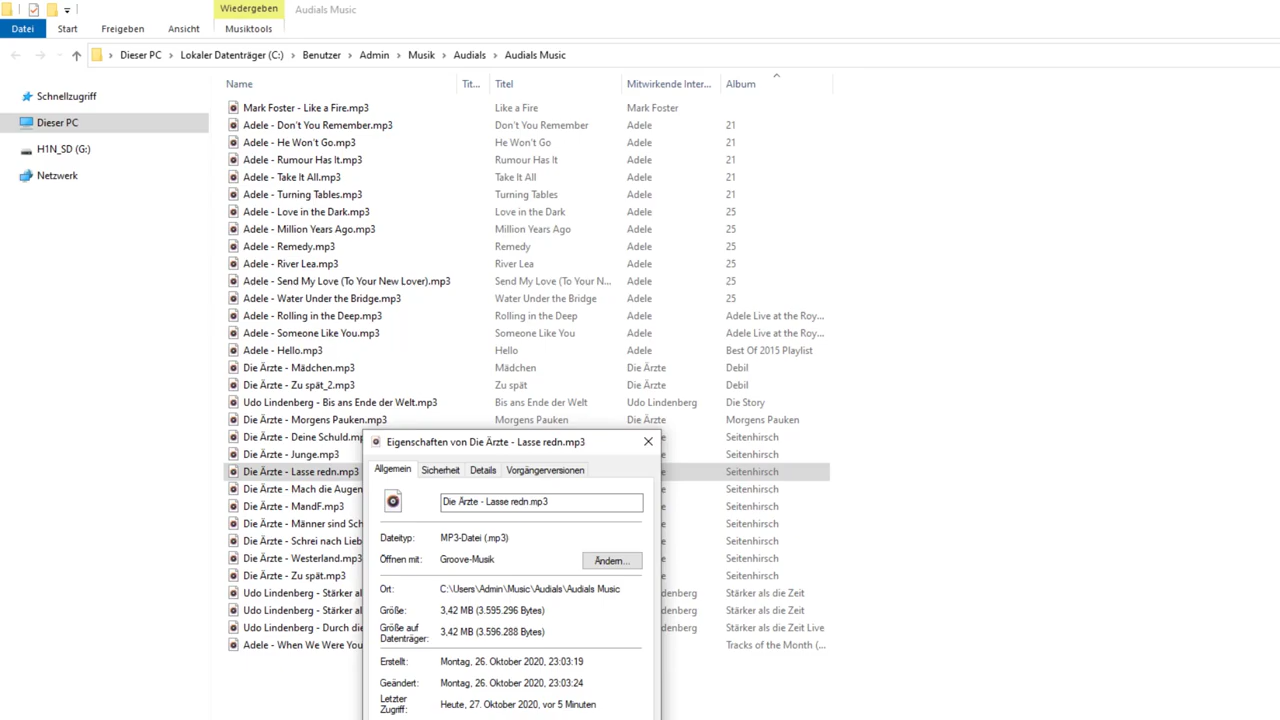 Wiedergeben
Audials Music
Datei
Start
Freigeben
Ansicht
Musiktools
Dieser PC
Lokaler Datenträger (C:)
Benutzer
Admin
Musik
Audials
Audials Music
Schnellzugriff
Dieser PC
H1N_SD (G:)
Netzwerk
Name Tit... Titel Mitwirkende Inter... Album
Mark Foster - Like a Fire.mp3 Like a Fire Mark Foster
Adele - Don't You Remember.mp3 Don't You Remember Adele 21
Adele - He Won't Go.mp3 He Won't Go Adele 21
Adele - Rumour Has It.mp3 Rumour Has It Adele 21
Adele - Take It All.mp3 Take It All Adele 21
Adele - Turning Tables.mp3 Turning Tables Adele 21
Adele - Love in the Dark.mp3 Love in the Dark Adele 25
Adele - Million Years Ago.mp3 Million Years Ago Adele 25
Adele - Remedy.mp3 Remedy Adele 25
Adele - River Lea.mp3 River Lea Adele 25
Adele - Send My Love (To Your New Lover).mp3 Send My Love (To Your N... Adele 25
Adele - Water Under the Bridge.mp3 Water Under the Bridge Adele 25
Adele - Rolling in the Deep.mp3 Rolling in the Deep Adele Adele Live at the Roy...
Adele - Someone Like You.mp3 Someone Like You Adele Adele Live at the Roy...
Adele - Hello.mp3 Hello Adele Best Of 2015 Playlist
Die Ärzte - Mädchen.mp3 Mädchen Die Ärzte Debil
Die Ärzte - Zu spät_2.mp3 Zu spät Die Ärzte Debil
Udo Lindenberg - Bis ans Ende der Welt.mp3 Bis ans Ende der Welt Udo Lindenberg Die Story
Die Ärzte - Morgens Pauken.mp3 Morgens Pauken Die Ärzte Morgens Pauken
Die Ärzte - Deine Schuld.mp e Seitenhirsch
Die Ärzte - Junge.mp3 e Seitenhirsch
Die Ärzte - Lasse redn.mp3 e Seitenhirsch
Die Ärzte - Mach die Augen e Seitenhirsch
Die Ärzte - MandF.mp3 e Seitenhirsch
Die Ärzte - Männer sind Sch e Seitenhirsch
Die Ärzte - Schrei nach Lieb e Seitenhirsch
Die Ärzte - Westerland.mp3 e Seitenhirsch
Die Ärzte - Zu spät.mp3 e Seitenhirsch
Udo Lindenberg - Stärker al denberg Stärker als die Zeit
Udo Lindenberg - Stärker al denberg Stärker als die Zeit
Udo Lindenberg - Durch die denberg Stärker als die Zeit Live
Adele - When We Were You Tracks of the Month (...
Eigenschaften von Die Ärzte - Lasse redn.mp3
Allgemein Sicherheit Details Vorgängerversionen
Die Ärzte - Lasse redn.mp3
Dateityp: MP3-Datei (.mp3)
Öffnen mit: Groove-Musik Ändern...
Ort: C:\Users\Admin\Music\Audials\Audials Music
Größe: 3,42 MB (3.595.296 Bytes)
Größe auf
Datenträger: 3,42 MB (3.596.288 Bytes)
Erstellt: Montag, 26. Oktober 2020, 23:03:19
Geändert: Montag, 26. Oktober 2020, 23:03:24
Letzter
Zugriff: Heute, 27. Oktober 2020, vor 5 Minuten